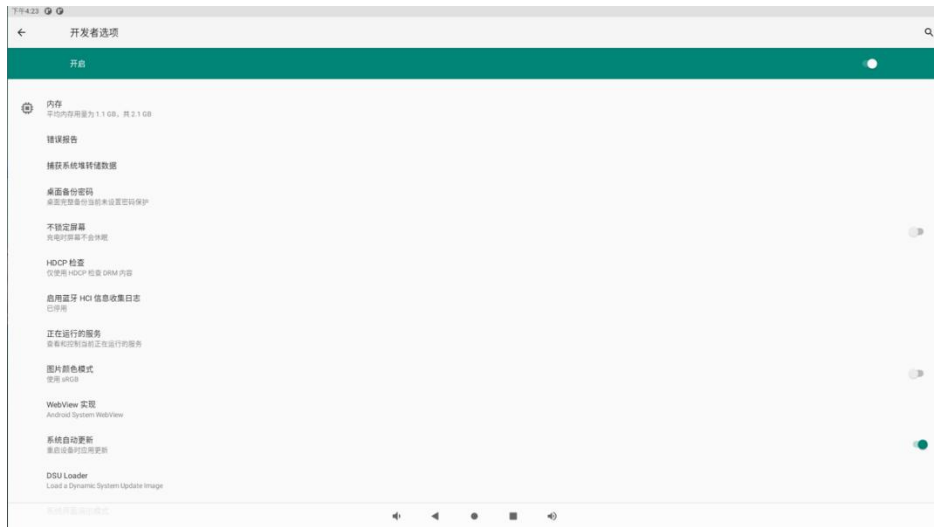 下午4:23
开发者选项
开启
内存
平均内存用量为 1.1 GB，共 2.1 GB
错误报告
捕获系统堆转储数据
桌面备份密码
桌面完整备份当前未设置密码保护
不锁定屏幕
充电时屏幕不会休眠
HDCP 检查
仅使用 HDCP 检查 DRM 内容
启用蓝牙 HCI 信息收集日志
已停用
正在运行的服务
查看和控制当前正在运行的服务
图片颜色模式
使用 sRGB
WebView 实现
Android System WebView
系统自动更新
重启设备时应用更新
DSU Loader
Load a Dynamic System Update Image